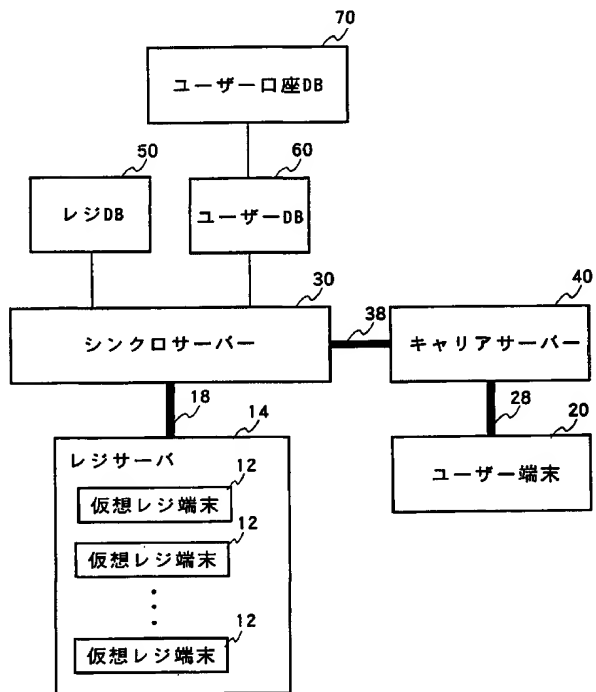 70
ユーザー口座DB
50
60
レジDB
ユーザーDB
30
40
シンクロサーバー
38
キャリアサーバー
18
14
28
20
レジサーバ
ユーザー端末
12
仮想レジ端末
12
仮想レジ端末
12
仮想レジ端末